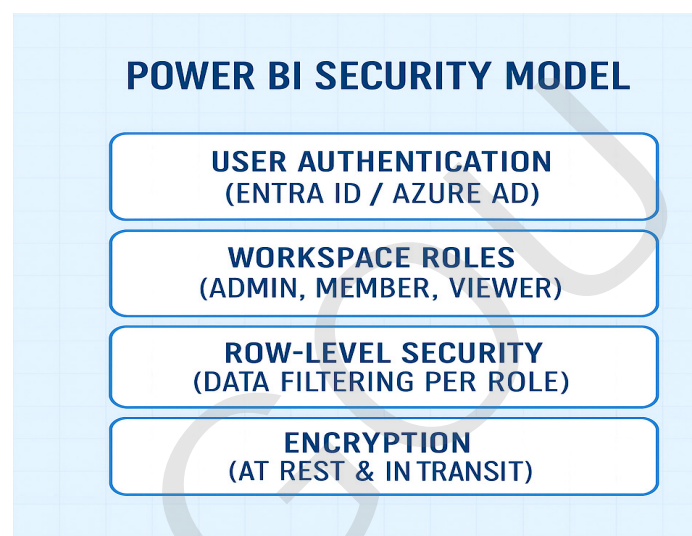 POWER BI SECURITY MODEL
USER AUTHENTICATION
(ENTRA ID / AZURE AD)
WORKSPACE ROLES
(ADMIN, MEMBER, VIEWER)
ROW-LEVEL SECURITY
(DATA FILTERING PER ROLE)
ENCRYPTION
(AT REST & IN TRANSIT)
GOU